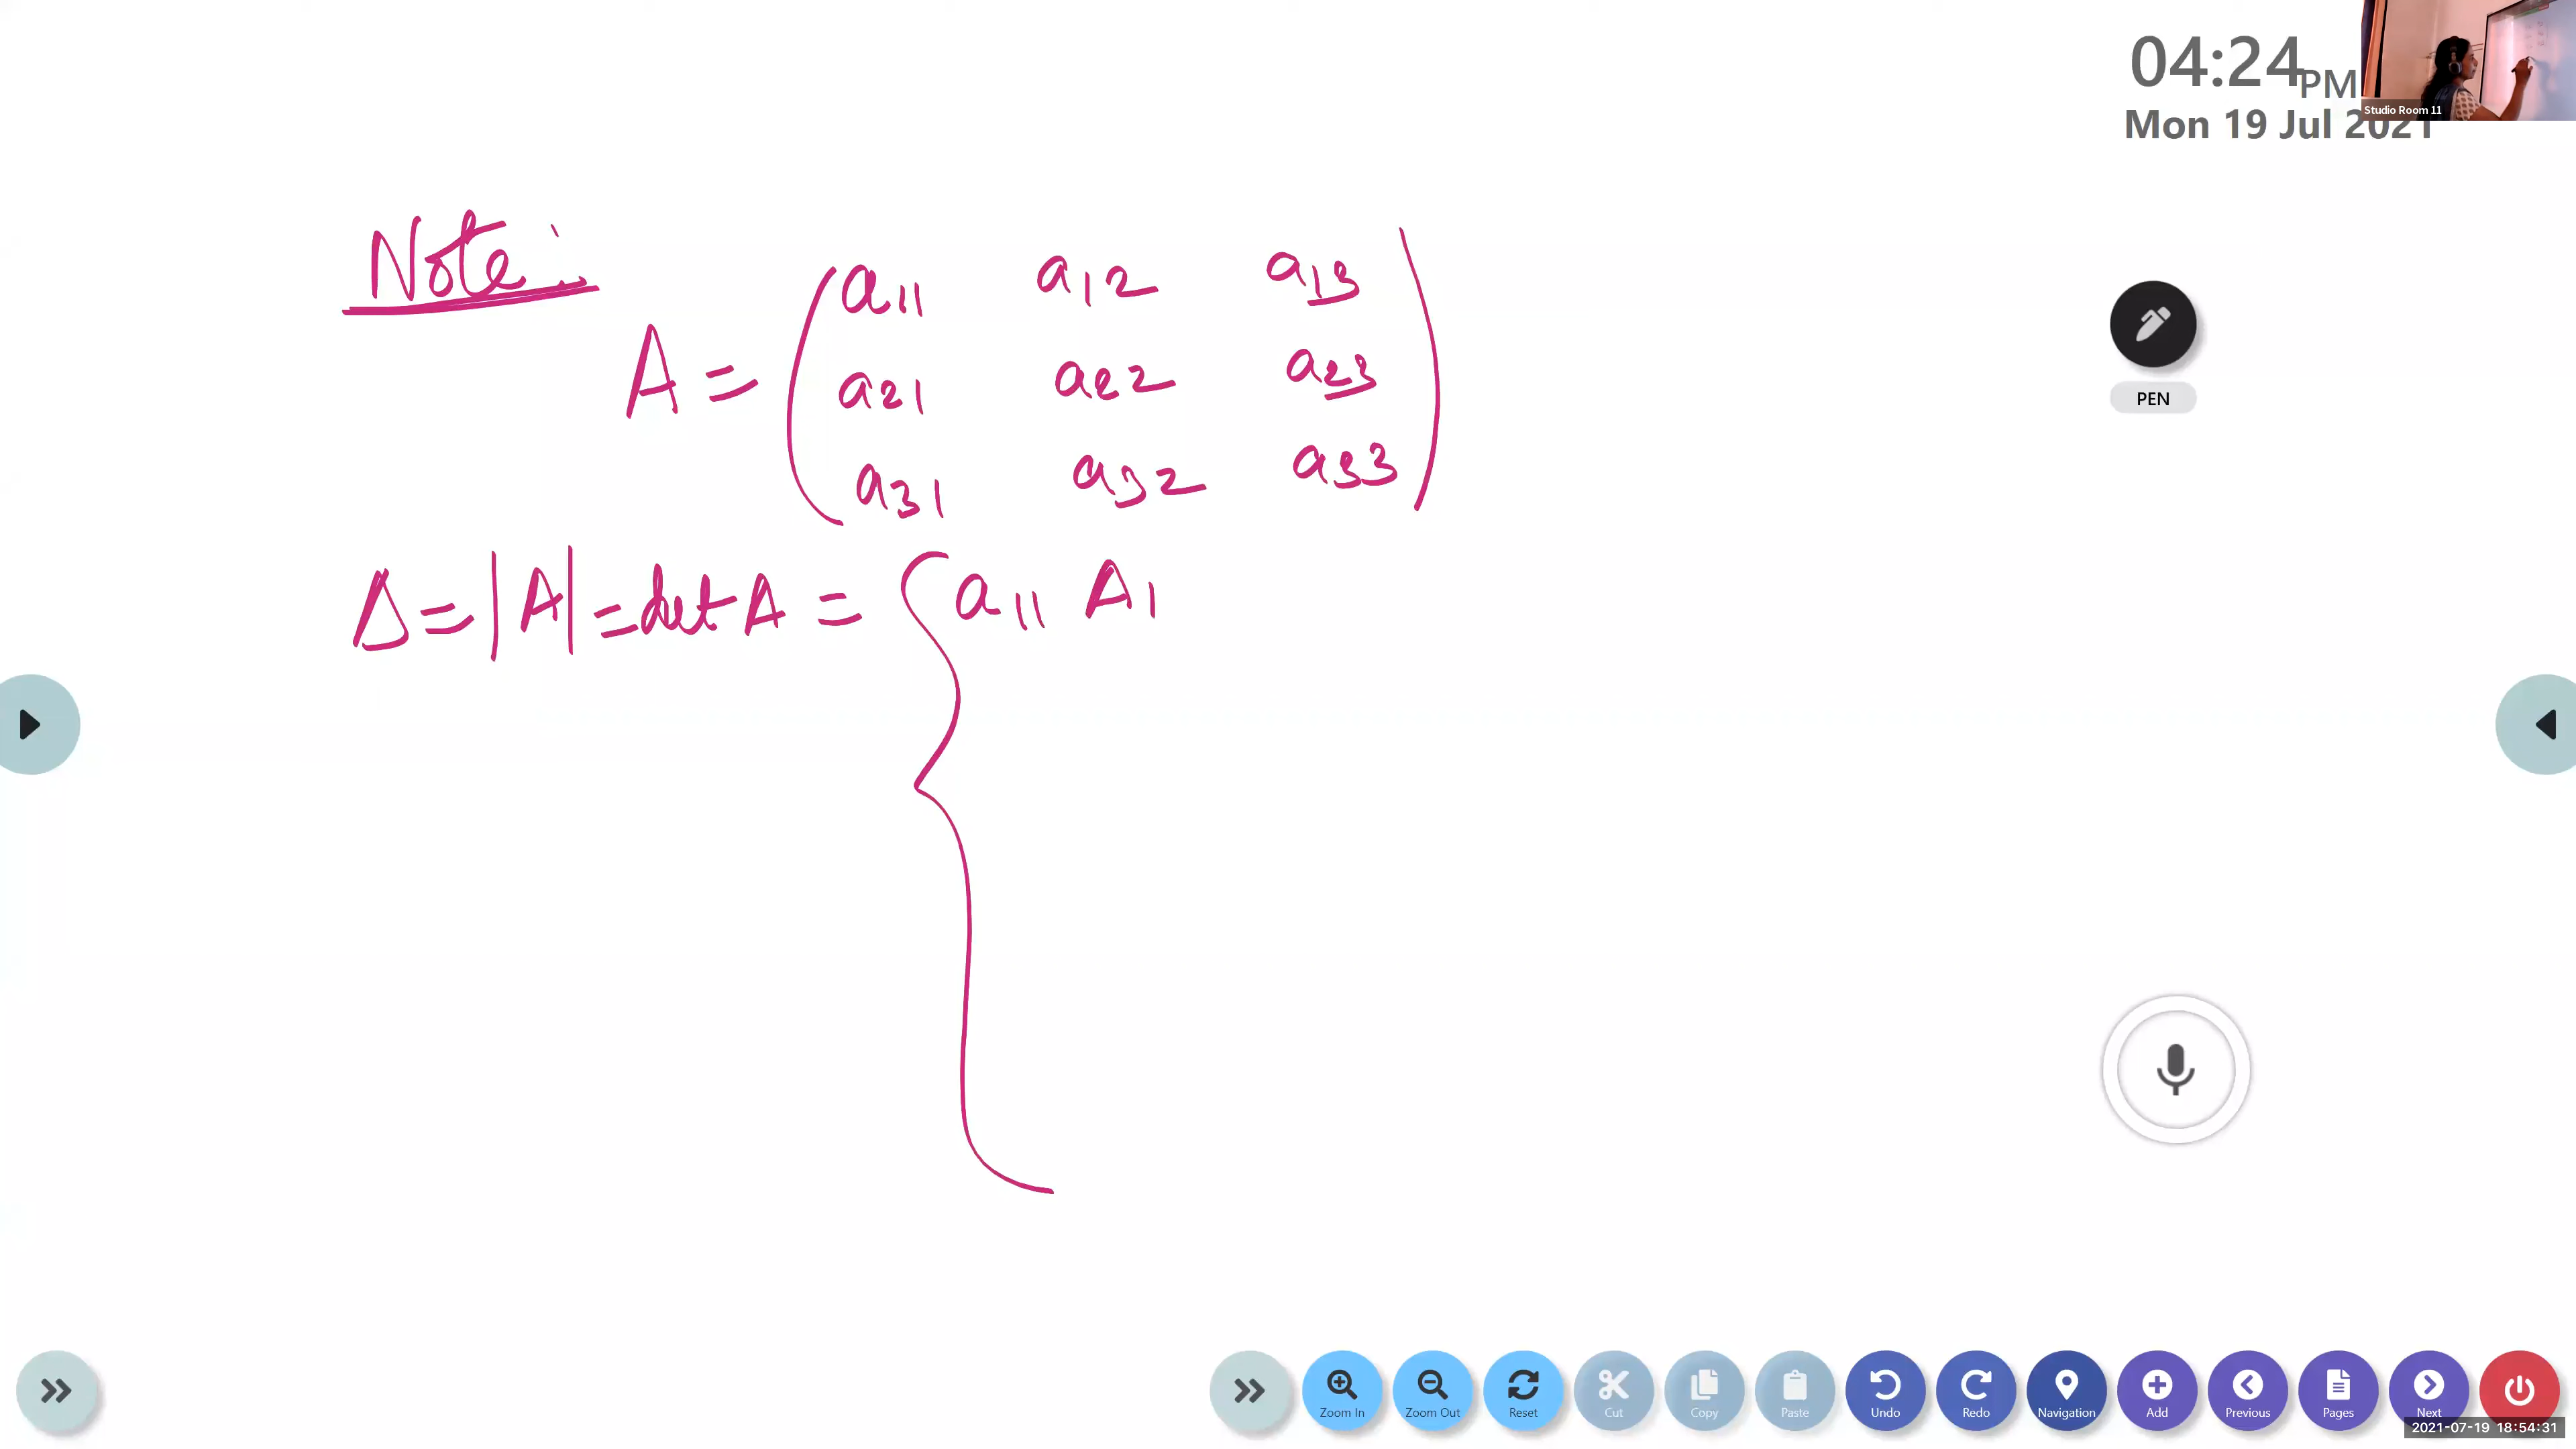 04:24 PM
Studio Room 11
Mon 19 Jul 2021
Note:
A = ( a11 a12 a13
a21 a22 a23
a31 a32 a33 )
PEN
Δ = |A| = det A = { a11 A1
Zoom In Zoom Out Reset Cut Copy Paste Undo Redo Navigation Add Previous Pages Next
2021-07-19 18:54:31